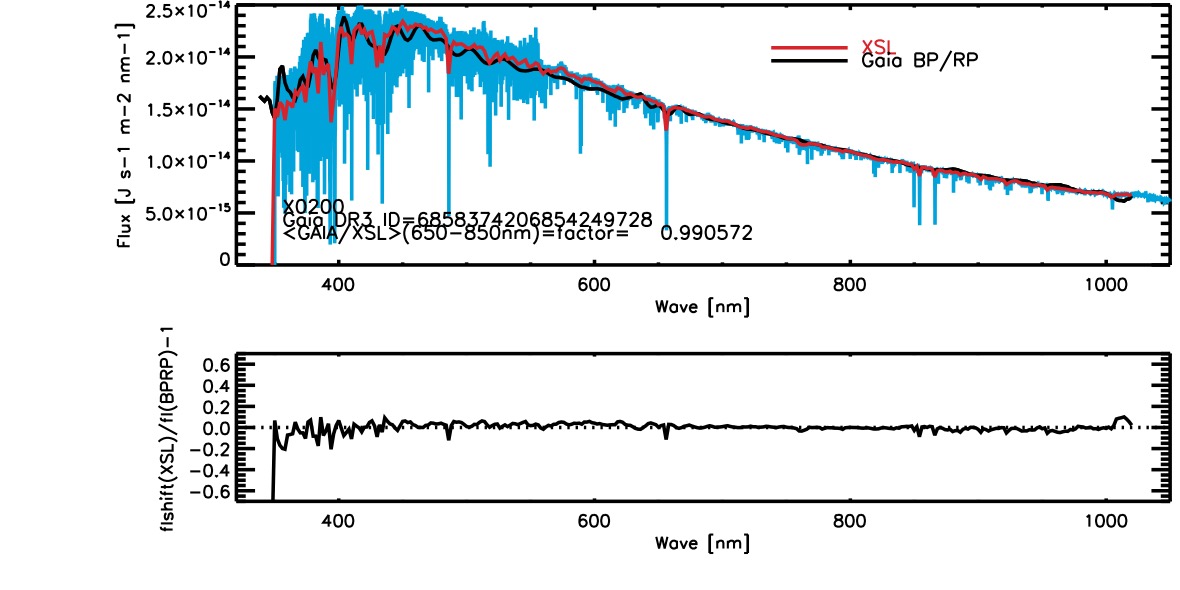 2.5×10⁻¹⁴
2.0×10⁻¹⁴
1.5×10⁻¹⁴
1.0×10⁻¹⁴
5.0×10⁻¹⁵
0
Flux [J s−1 m−2 nm−1]
XSL
Gaia BP/RP
X0200
Gaia DR3 ID=6858374206854249728
<GAIA/XSL>(650−850nm)=factor= 0.990572
400 600 800 1000
Wave [nm]
flshift(XSL)/fl(BPRP)−1
0.6
0.4
0.2
0.0
−0.2
−0.4
−0.6
400 600 800 1000
Wave [nm]